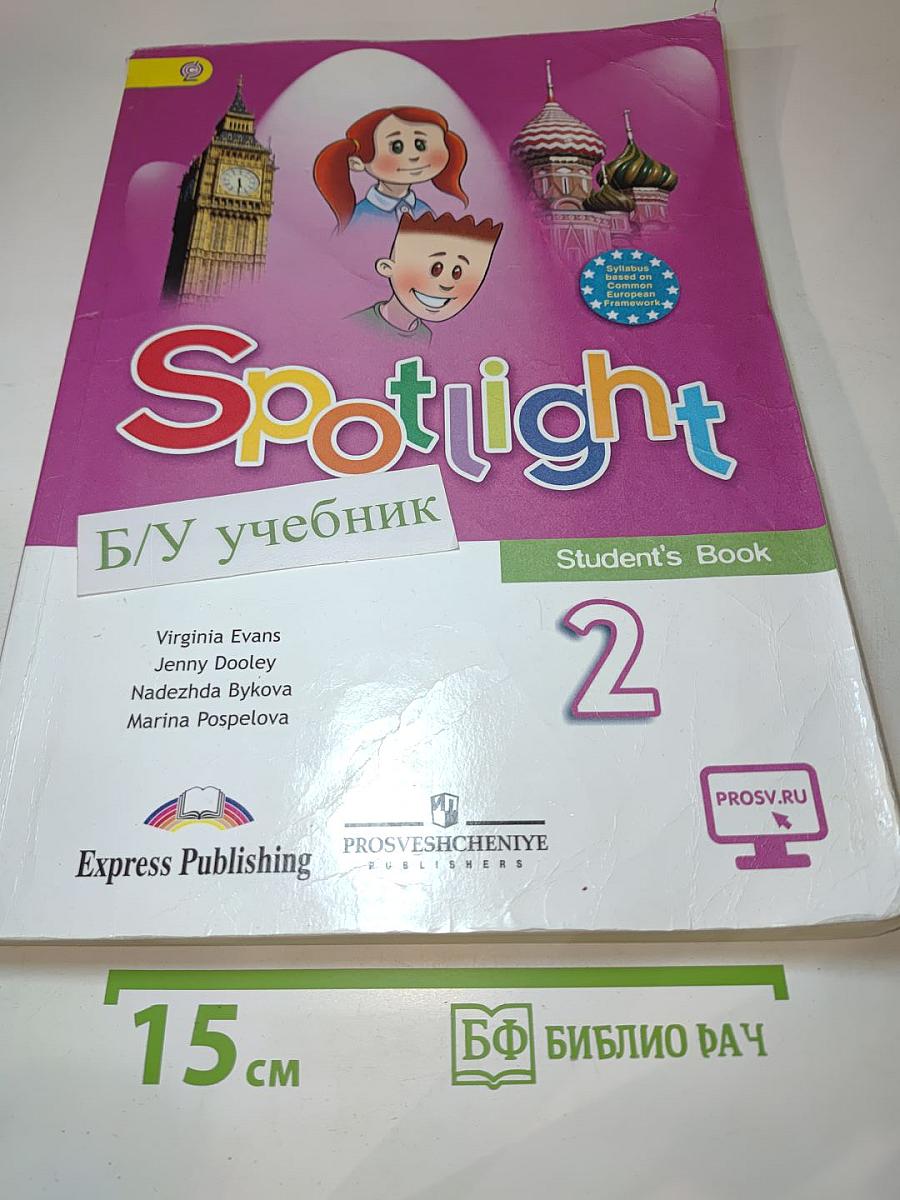 Syllabus
based on
Common
European
Framework
Spotlight
Б/У учебник
Student's Book
2
Virginia Evans
Jenny Dooley
Nadezhda Bykova
Marina Pospelova
PROSV.RU
Express Publishing
PROSVESHCHENIYE
PUBLISHERS
15 см
БФ БИБЛИО РАЧ